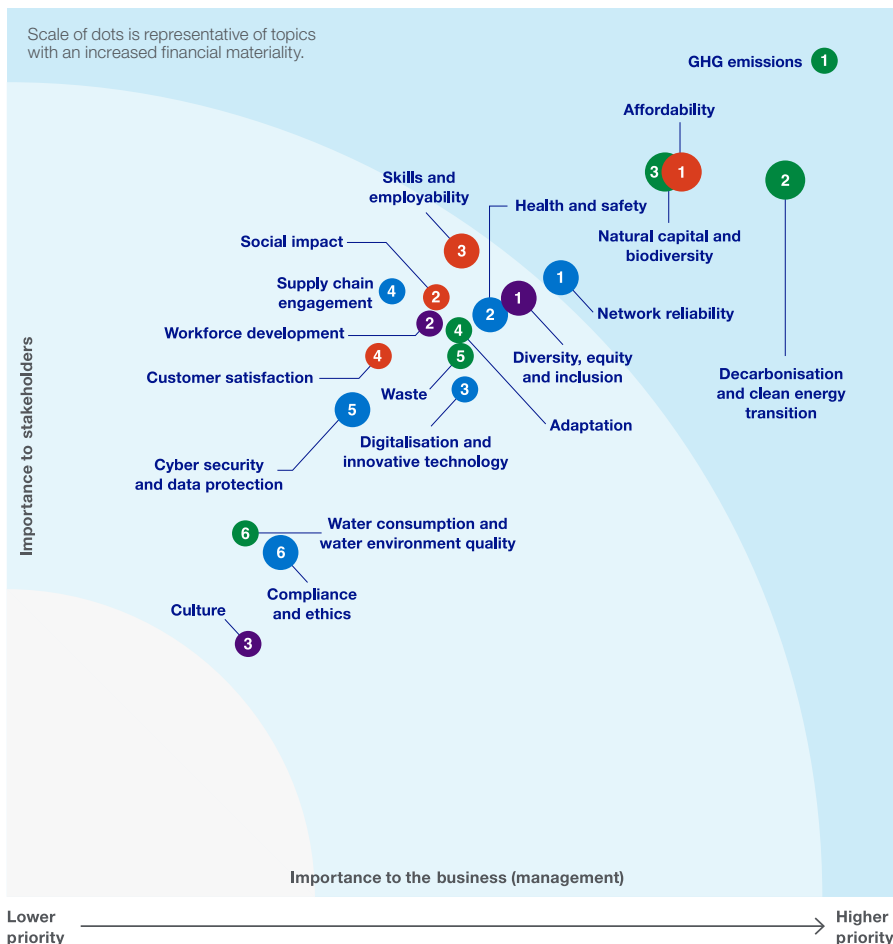 Scale of dots is representative of topics
with an increased financial materiality.
GHG emissions
1
Affordability
3
1
2
Skills and
employability
3
Health and safety
Natural capital and
biodiversity
Social impact
2
Supply chain
engagement
4
1
Network reliability
1
2
Workforce development
2
4
Diversity, equity
and inclusion
Decarbonisation
and clean energy
transition
Customer satisfaction
4
5
Waste
3
Adaptation
5
Digitalisation and
innovative technology
Cyber security
and data protection
6
Water consumption and
water environment quality
6
Compliance
and ethics
Culture
3
Importance to stakeholders
Importance to the business (management)
Lower
priority
Higher
priority